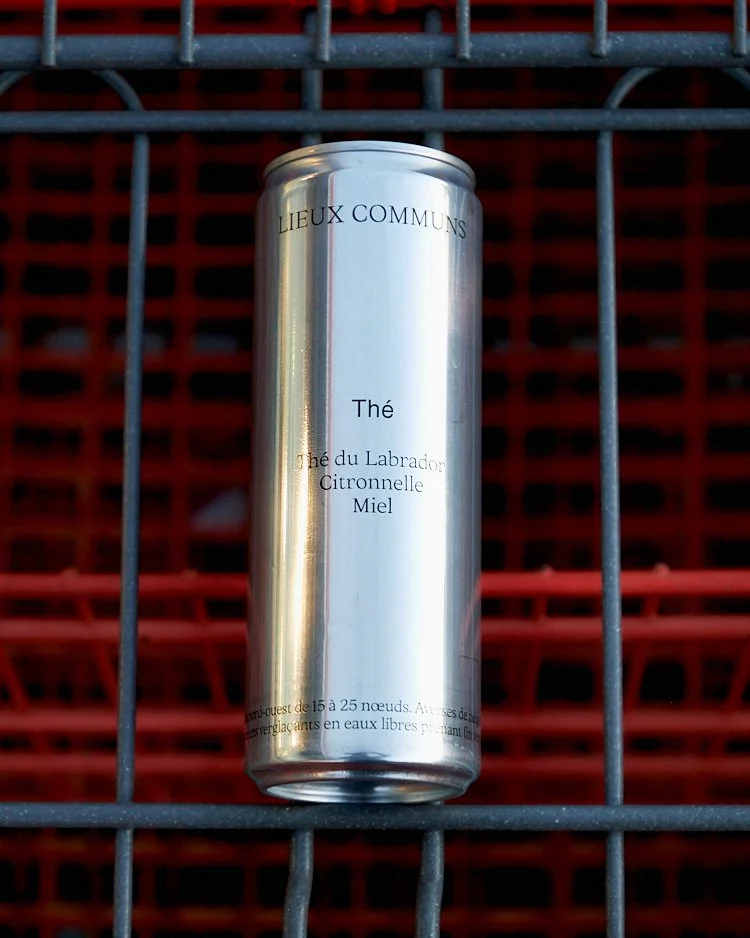 LIEUX COMMUNS
Thé
Thé du Labrador
Citronnelle
Miel
nord-ouest de 15 à 25 nœuds. Averses de
verglaçants en eaux libres prenant fin